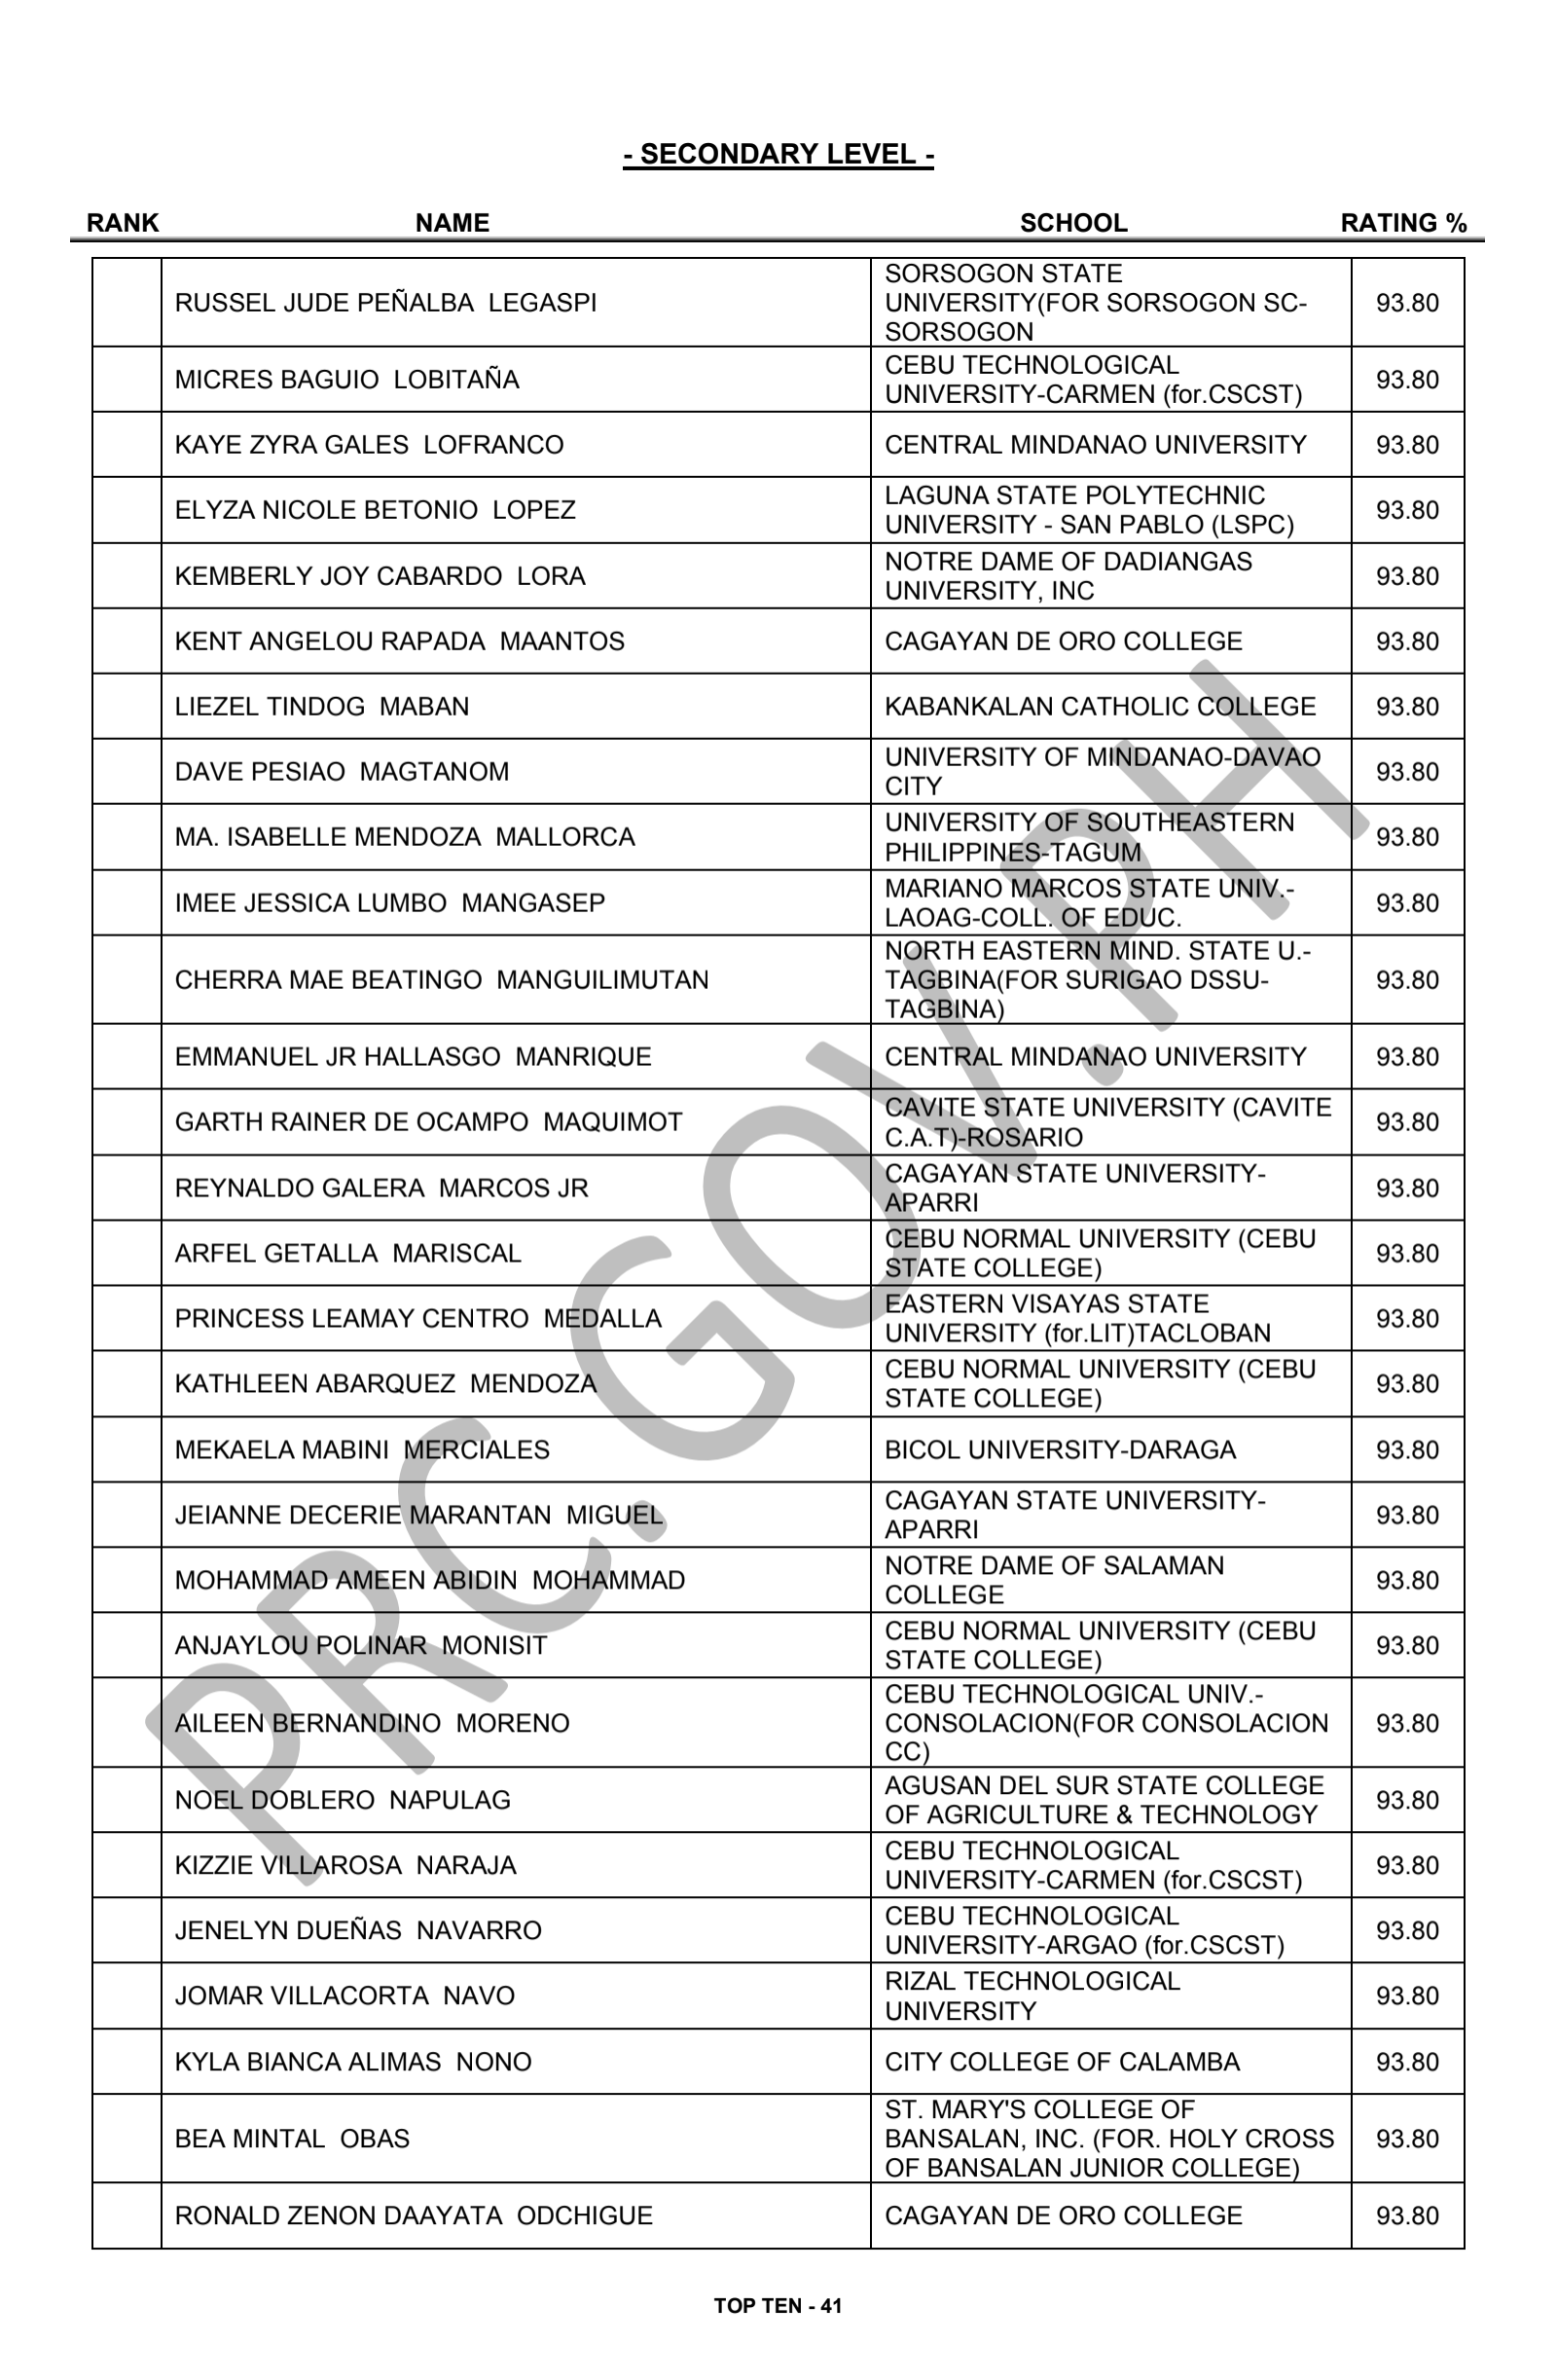 - SECONDARY LEVEL -
RANK NAME SCHOOL RATING %
RUSSEL JUDE PEÑALBA  LEGASPI
SORSOGON STATE
UNIVERSITY(FOR SORSOGON SC-
SORSOGON
93.80
MICRES BAGUIO  LOBITAÑA
CEBU TECHNOLOGICAL
UNIVERSITY-CARMEN (for.CSCST)
93.80
KAYE ZYRA GALES  LOFRANCO
CENTRAL MINDANAO UNIVERSITY
93.80
ELYZA NICOLE BETONIO  LOPEZ
LAGUNA STATE POLYTECHNIC
UNIVERSITY - SAN PABLO (LSPC)
93.80
KEMBERLY JOY CABARDO  LORA
NOTRE DAME OF DADIANGAS
UNIVERSITY, INC
93.80
KENT ANGELOU RAPADA  MAANTOS
CAGAYAN DE ORO COLLEGE
93.80
LIEZEL TINDOG  MABAN
KABANKALAN CATHOLIC COLLEGE
93.80
DAVE PESIAO  MAGTANOM
UNIVERSITY OF MINDANAO-DAVAO
CITY
93.80
MA. ISABELLE MENDOZA  MALLORCA
UNIVERSITY OF SOUTHEASTERN
PHILIPPINES-TAGUM
93.80
IMEE JESSICA LUMBO  MANGASEP
MARIANO MARCOS STATE UNIV.-
LAOAG-COLL. OF EDUC.
93.80
CHERRA MAE BEATINGO  MANGUILIMUTAN
NORTH EASTERN MIND. STATE U.-
TAGBINA(FOR SURIGAO DSSU-
TAGBINA)
93.80
EMMANUEL JR HALLASGO  MANRIQUE
CENTRAL MINDANAO UNIVERSITY
93.80
GARTH RAINER DE OCAMPO  MAQUIMOT
CAVITE STATE UNIVERSITY (CAVITE
C.A.T)-ROSARIO
93.80
REYNALDO GALERA  MARCOS JR
CAGAYAN STATE UNIVERSITY-
APARRI
93.80
ARFEL GETALLA  MARISCAL
CEBU NORMAL UNIVERSITY (CEBU
STATE COLLEGE)
93.80
PRINCESS LEAMAY CENTRO  MEDALLA
EASTERN VISAYAS STATE
UNIVERSITY (for.LIT)TACLOBAN
93.80
KATHLEEN ABARQUEZ  MENDOZA
CEBU NORMAL UNIVERSITY (CEBU
STATE COLLEGE)
93.80
MEKAELA MABINI  MERCIALES
BICOL UNIVERSITY-DARAGA
93.80
JEIANNE DECERIE MARANTAN  MIGUEL
CAGAYAN STATE UNIVERSITY-
APARRI
93.80
MOHAMMAD AMEEN ABIDIN  MOHAMMAD
NOTRE DAME OF SALAMAN
COLLEGE
93.80
ANJAYLOU POLINAR  MONISIT
CEBU NORMAL UNIVERSITY (CEBU
STATE COLLEGE)
93.80
AILEEN BERNANDINO  MORENO
CEBU TECHNOLOGICAL UNIV.-
CONSOLACION(FOR CONSOLACION
CC)
93.80
NOEL DOBLERO  NAPULAG
AGUSAN DEL SUR STATE COLLEGE
OF AGRICULTURE & TECHNOLOGY
93.80
KIZZIE VILLAROSA  NARAJA
CEBU TECHNOLOGICAL
UNIVERSITY-CARMEN (for.CSCST)
93.80
JENELYN DUEÑAS  NAVARRO
CEBU TECHNOLOGICAL
UNIVERSITY-ARGAO (for.CSCST)
93.80
JOMAR VILLACORTA  NAVO
RIZAL TECHNOLOGICAL
UNIVERSITY
93.80
KYLA BIANCA ALIMAS  NONO
CITY COLLEGE OF CALAMBA
93.80
BEA MINTAL  OBAS
ST. MARY'S COLLEGE OF
BANSALAN, INC. (FOR. HOLY CROSS
OF BANSALAN JUNIOR COLLEGE)
93.80
RONALD ZENON DAAYATA  ODCHIGUE
CAGAYAN DE ORO COLLEGE
93.80
PRC.GOV.PH
TOP TEN - 41